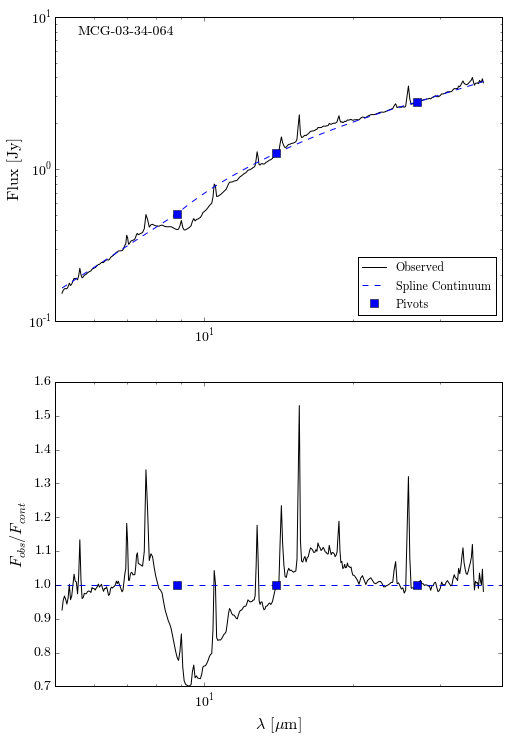 MCG-03-34-064
10^1
10^0
10^-1
Flux [Jy]
Observed
Spline Continuum
Pivots
10^1
1.6
1.5
1.4
1.3
1.2
1.1
1.0
0.9
0.8
0.7
F_obs/F_cont
10^1
λ [μm]